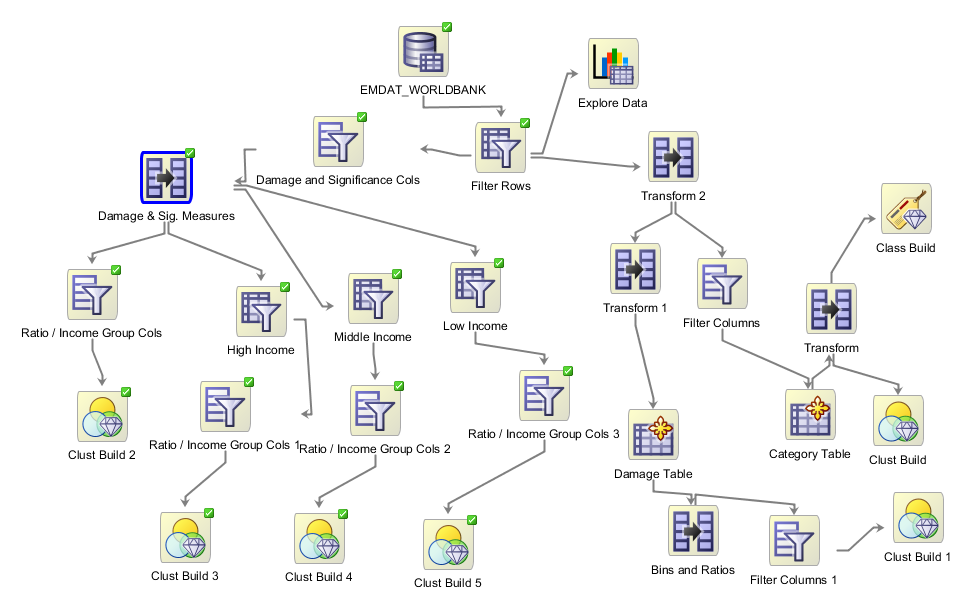 EMDAT_WORLDBANK
Explore Data
Damage and Significance Cols
Filter Rows
Transform 2
Damage & Sig. Measures
Class Build
Ratio / Income Group Cols
High Income
Middle Income
Low Income
Transform 1
Filter Columns
Transform
Clust Build 2
Ratio / Income Group Cols 1
Ratio / Income Group Cols 2
Ratio / Income Group Cols 3
Damage Table
Category Table
Clust Build
Clust Build 3
Clust Build 4
Clust Build 5
Bins and Ratios
Filter Columns 1
Clust Build 1